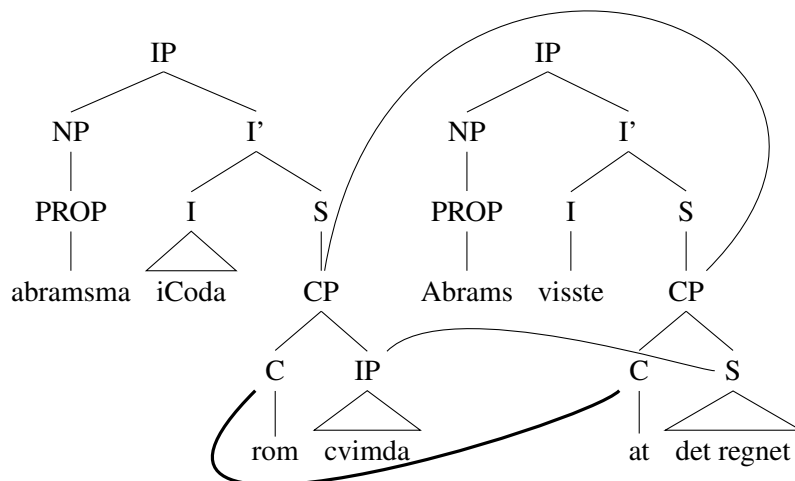 IP IP
NP I’ NP I’
PROP I S PROP I S
abramsma iCoda CP Abrams visste CP
C IP C S
rom cvimda at det regnet